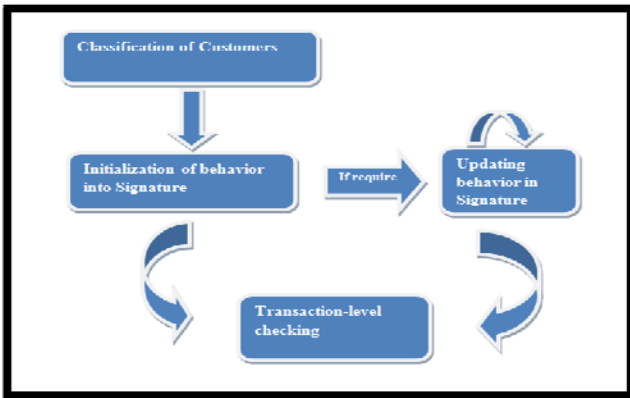 Classification of Customers
Initialization of behavior
into Signature
If require
Updating
behavior in
Signature
Transaction-level
checking